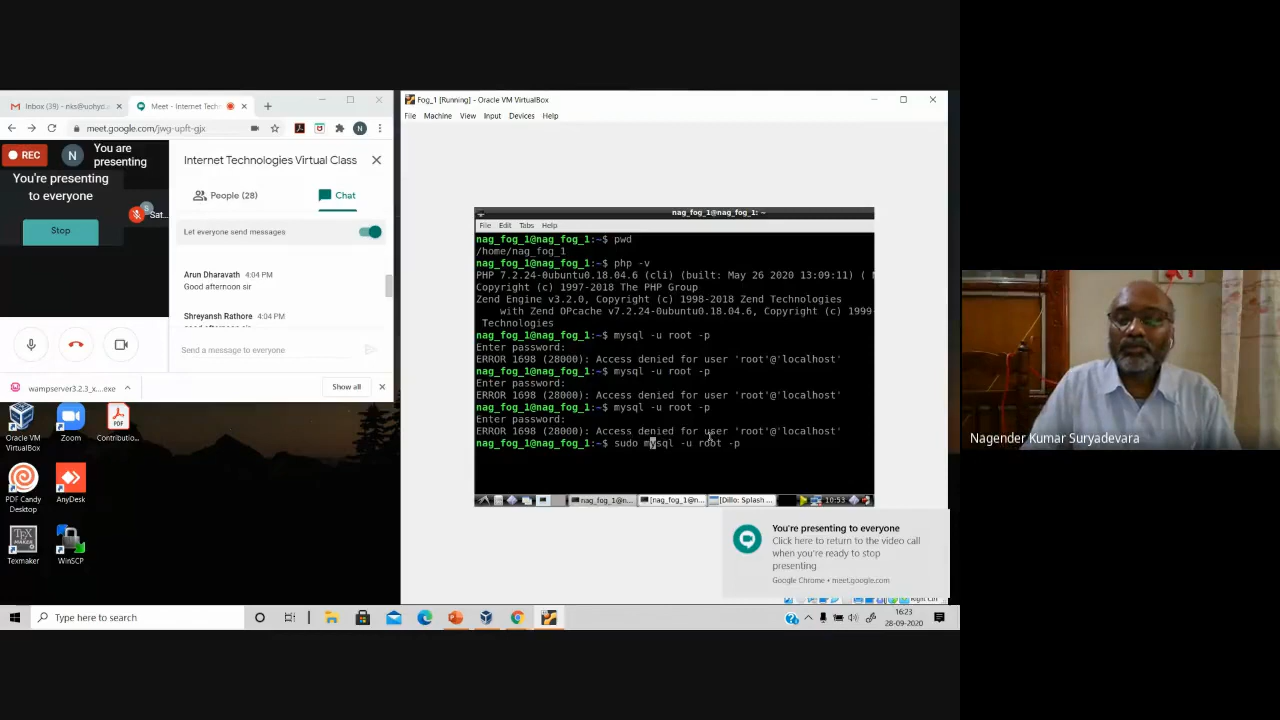 Inbox (39) - nks@uohyd.
Meet - Internet Techn
meet.google.com/jwg-upft-gjx
N
REC
N
You are
presenting
You're presenting
to everyone
S
Sat...
Stop
Internet Technologies Virtual Class
People (28)
Chat
Let everyone send messages
Arun Dharavath 4:04 PM
Good afternoon sir
Shreyansh Rathore 4:04 PM
Send a message to everyone
wampserver3.2.3_x....exe
Show all
Oracle VM
VirtualBox
Zoom
Contributio...
PDF Candy
Desktop
AnyDesk
Texmaker
WinSCP
Fog_1 [Running] - Oracle VM VirtualBox
File Machine View Input Devices Help
nag_fog_1@nag_fog_1: ~
File Edit Tabs Help
nag_fog_1@nag_fog_1:~$ pwd
/home/nag_fog_1
nag_fog_1@nag_fog_1:~$ php -v
PHP 7.2.24-0ubuntu0.18.04.6 (cli) (built: May 26 2020 13:09:11) ( N
Copyright (c) 1997-2018 The PHP Group
Zend Engine v3.2.0, Copyright (c) 1998-2018 Zend Technologies
with Zend OPcache v7.2.24-0ubuntu0.18.04.6, Copyright (c) 1999-
Technologies
nag_fog_1@nag_fog_1:~$ mysql -u root -p
Enter password:
ERROR 1698 (28000): Access denied for user 'root'@'localhost'
nag_fog_1@nag_fog_1:~$ mysql -u root -p
Enter password:
ERROR 1698 (28000): Access denied for user 'root'@'localhost'
nag_fog_1@nag_fog_1:~$ mysql -u root -p
Enter password:
ERROR 1698 (28000): Access denied for user 'root'@'localhost'
nag_fog_1@nag_fog_1:~$ sudo mysql -u root -p
nag_fog_1@n...
[nag_fog_1@n...
[Dillo: Splash ...
10:53
You're presenting to everyone
Click here to return to the video call
when you're ready to stop
presenting
Google Chrome • meet.google.com
Right Ctrl
Type here to search
16:23
28-09-2020
Nagender Kumar Suryadevara